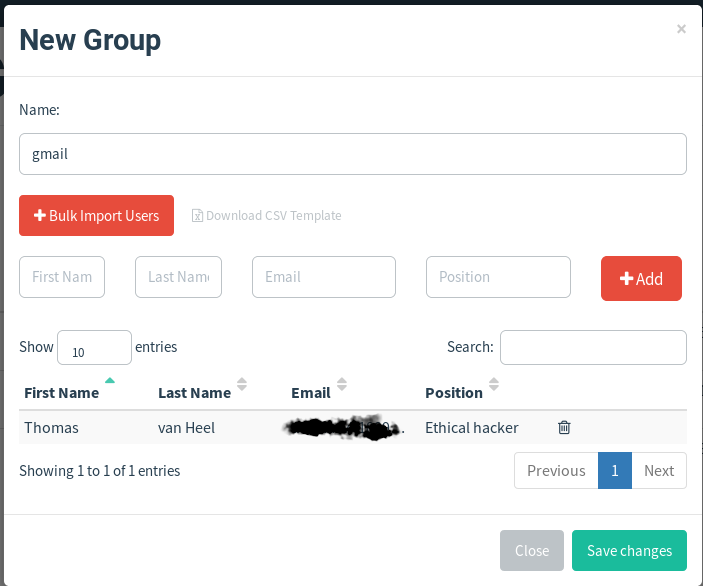 New Group
×
Name:
gmail
Bulk Import Users Download CSV Template
First Nam Last Name Email Position Add
Show 10 entries Search:
First Name Last Name Email Position
Thomas van Heel Ethical hacker
Showing 1 to 1 of 1 entries Previous 1 Next
Close Save changes